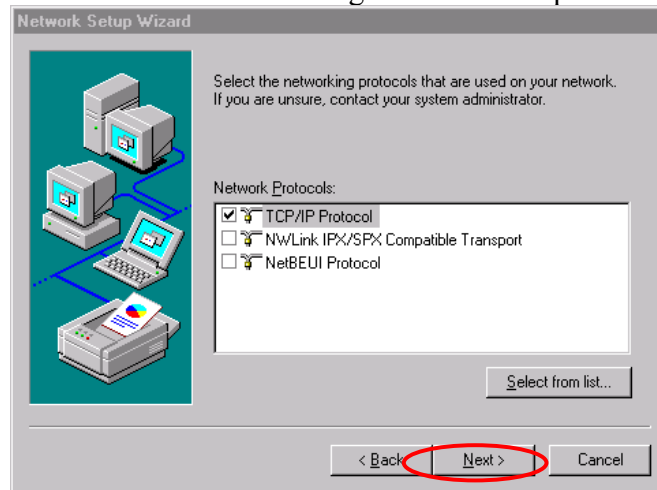 Network Setup Wizard
Select the networking protocols that are used on your network.
If you are unsure, contact your system administrator.
Network Protocols:
TCP/IP Protocol
NWLink IPX/SPX Compatible Transport
NetBEUI Protocol
Select from list...
< Back
Next >
Cancel